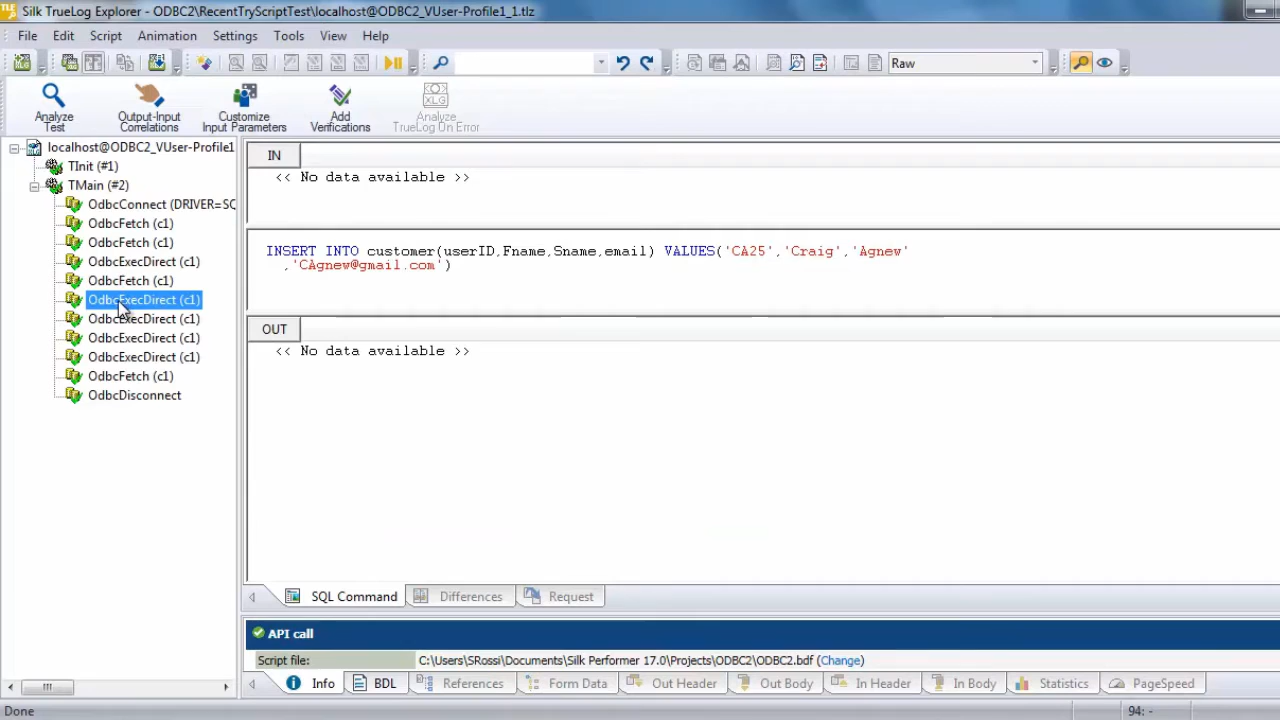 Silk TrueLog Explorer - ODBC2\RecentTryScriptTest\localhost@ODBC2_VUser-Profile1_1.tlz
File Edit Script Animation Settings Tools View Help
Raw
Analyze Test
Output-Input Correlations
Customize Input Parameters
Add Verifications
XLG
Analyze TrueLog On Error
localhost@ODBC2_VUser-Profile1
TInit (#1)
TMain (#2)
OdbcConnect (DRIVER=SQ
OdbcFetch (c1)
OdbcFetch (c1)
OdbcExecDirect (c1)
OdbcFetch (c1)
OdbcExecDirect (c1)
OdbcExecDirect (c1)
OdbcExecDirect (c1)
OdbcExecDirect (c1)
OdbcFetch (c1)
OdbcDisconnect
IN
<< No data available >>
INSERT INTO customer(userID,Fname,Sname,email) VALUES('CA25','Craig','Agnew'
,'CAgnew@gmail.com')
OUT
<< No data available >>
SQL Command Differences Request
API call
Script file: C:\Users\SRossi\Documents\Silk Performer 17.0\Projects\ODBC2\ODBC2.bdf (Change)
Info BDL References Form Data Out Header Out Body In Header In Body Statistics PageSpeed
Done 94: -